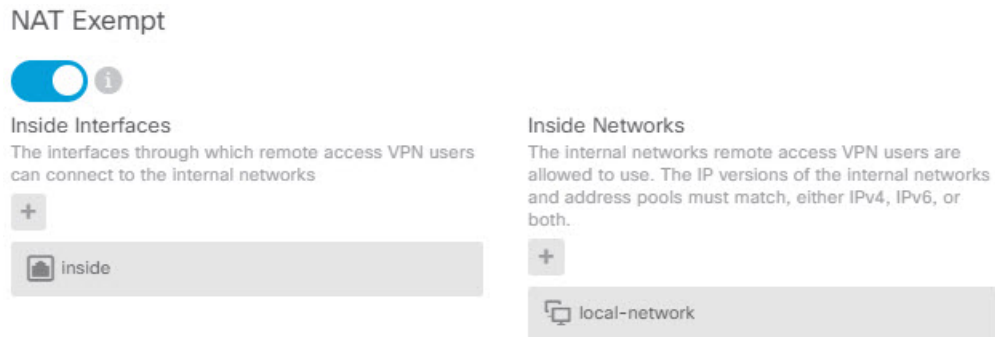 NAT Exempt
Inside Interfaces
The interfaces through which remote access VPN users
can connect to the internal networks
+
inside
Inside Networks
The internal networks remote access VPN users are
allowed to use. The IP versions of the internal networks
and address pools must match, either IPv4, IPv6, or
both.
+
local-network